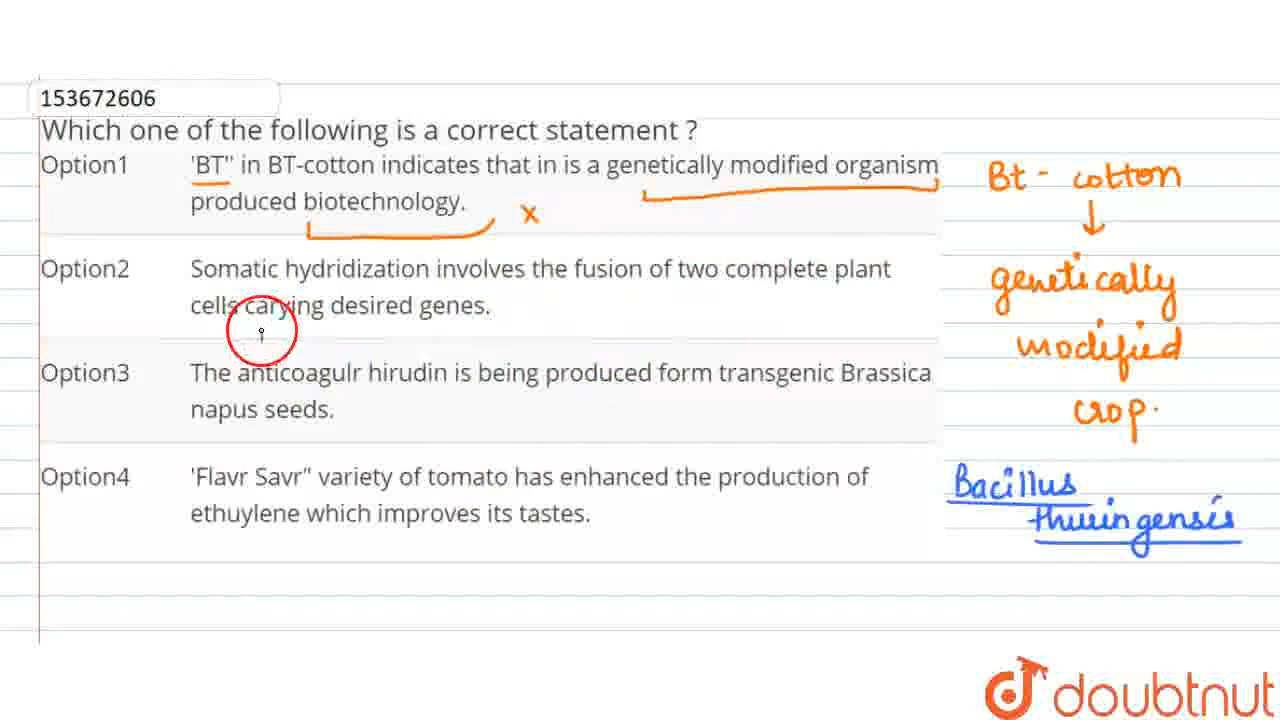 153672606
Which one of the following is a correct statement ?
Option1 'BT" in BT-cotton indicates that in is a genetically modified organism
produced biotechnology. x
Option2 Somatic hydridization involves the fusion of two complete plant
cells carying desired genes.
Option3 The anticoagulr hirudin is being produced form transgenic Brassica
napus seeds.
Option4 'Flavr Savr" variety of tomato has enhanced the production of
ethuylene which improves its tastes.
Bt - cotton
genetically
modified
crop.
Bacillus
thuringensis
doubtnut